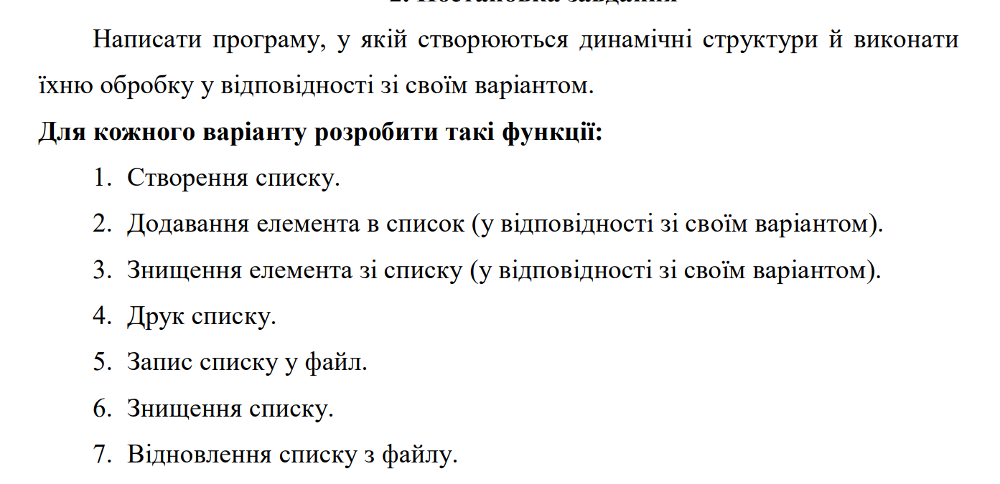 2. Постановка завдання
Написати програму, у якій створюються динамічні структури й виконати
їхню обробку у відповідності зі своїм варіантом.
Для кожного варіанту розробити такі функції:
1. Створення списку.
2. Додавання елемента в список (у відповідності зі своїм варіантом).
3. Знищення елемента зі списку (у відповідності зі своїм варіантом).
4. Друк списку.
5. Запис списку у файл.
6. Знищення списку.
7. Відновлення списку з файлу.